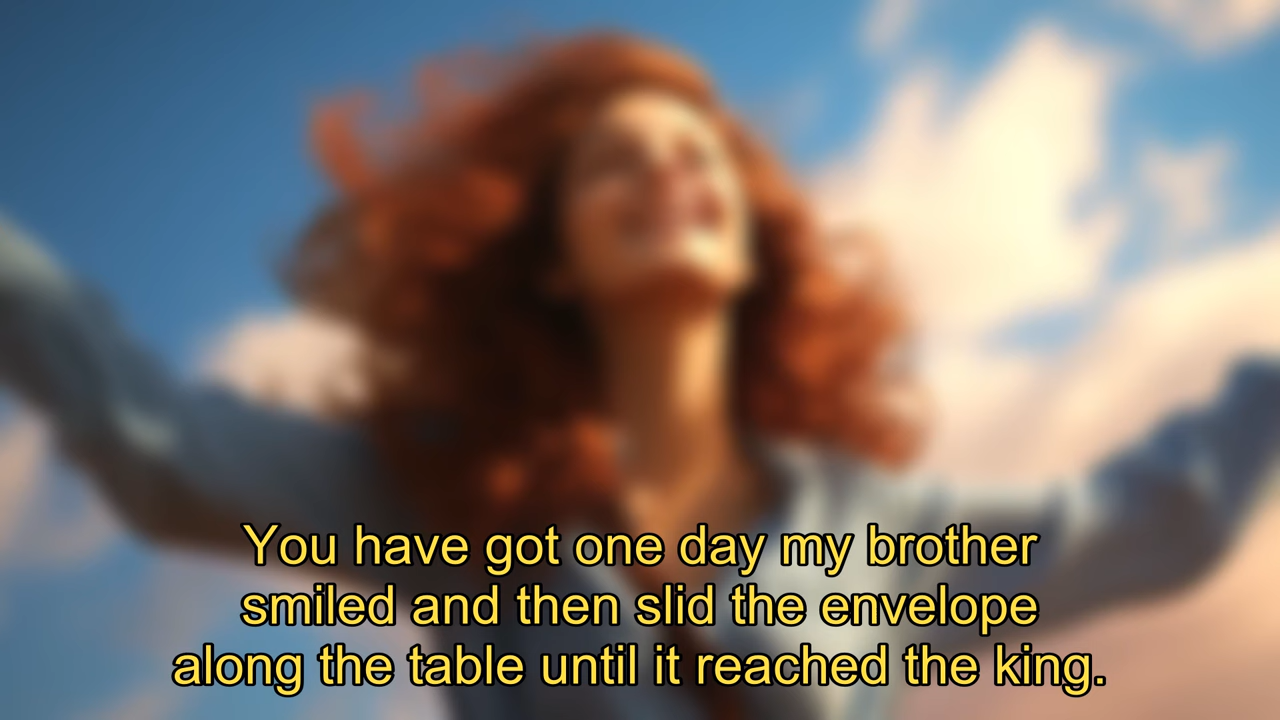 You have got one day my brother
smiled and then slid the envelope
along the table until it reached the king.